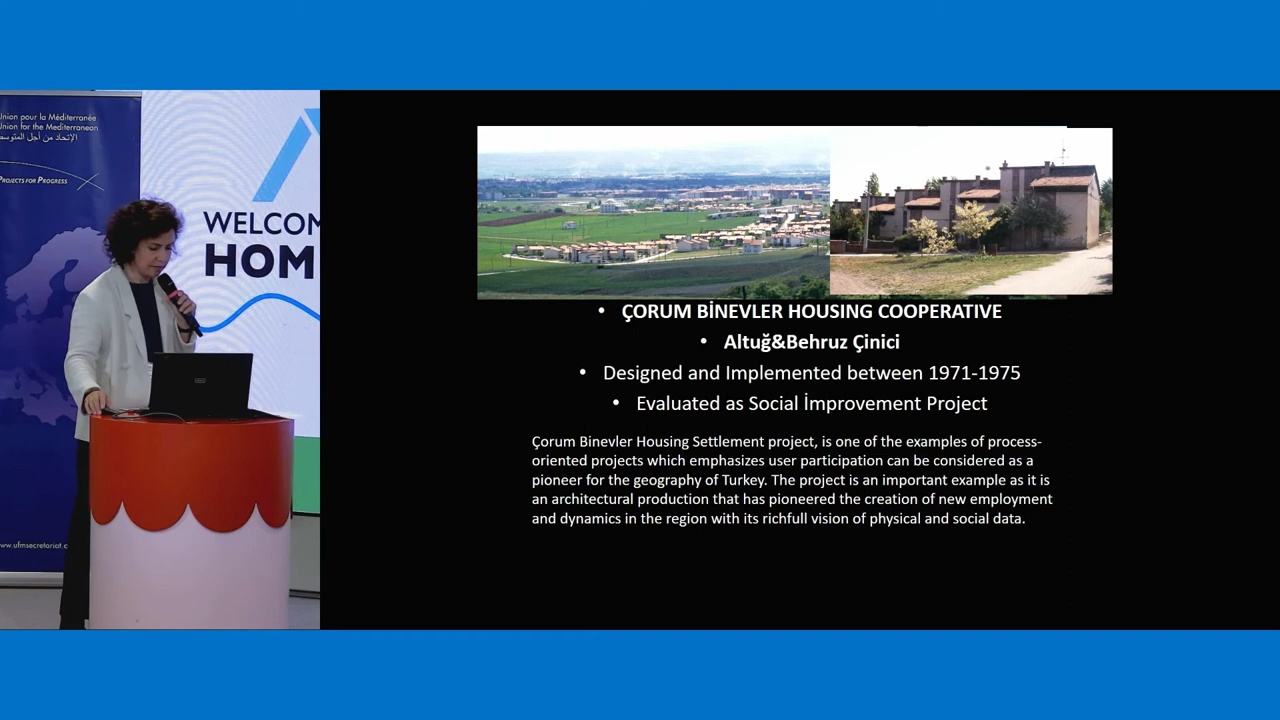 Union pour la Méditerranée
Union for the Mediterranean
الإتحاد من أجل المتوسط
PROJECTS FOR PROGRESS
WELCOM
HOM
www.ufmsecretariat.
• ÇORUM BİNEVLER HOUSING COOPERATIVE
• Altuğ&Behruz Çinici
• Designed and Implemented between 1971-1975
• Evaluated as Social İmprovement Project
Çorum Binevler Housing Settlement project, is one of the examples of process-
oriented projects which emphasizes user participation can be considered as a
pioneer for the geography of Turkey. The project is an important example as it is
an architectural production that has pioneered the creation of new employment
and dynamics in the region with its richfull vision of physical and social data.